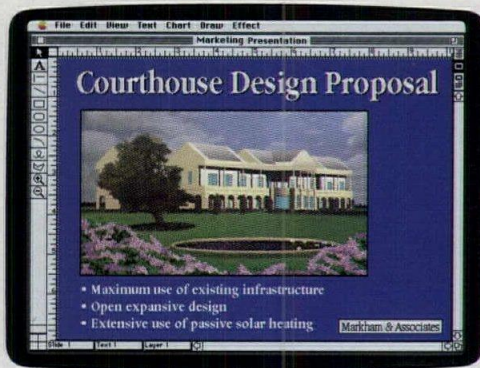 File Edit View Text Chart Draw Effect
Marketing Presentation
A
Courthouse Design Proposal
• Maximum use of existing infrastructure
• Open expansive design
• Extensive use of passive solar heating
Markham & Associates
Slide 1 Text 1 Layer 1